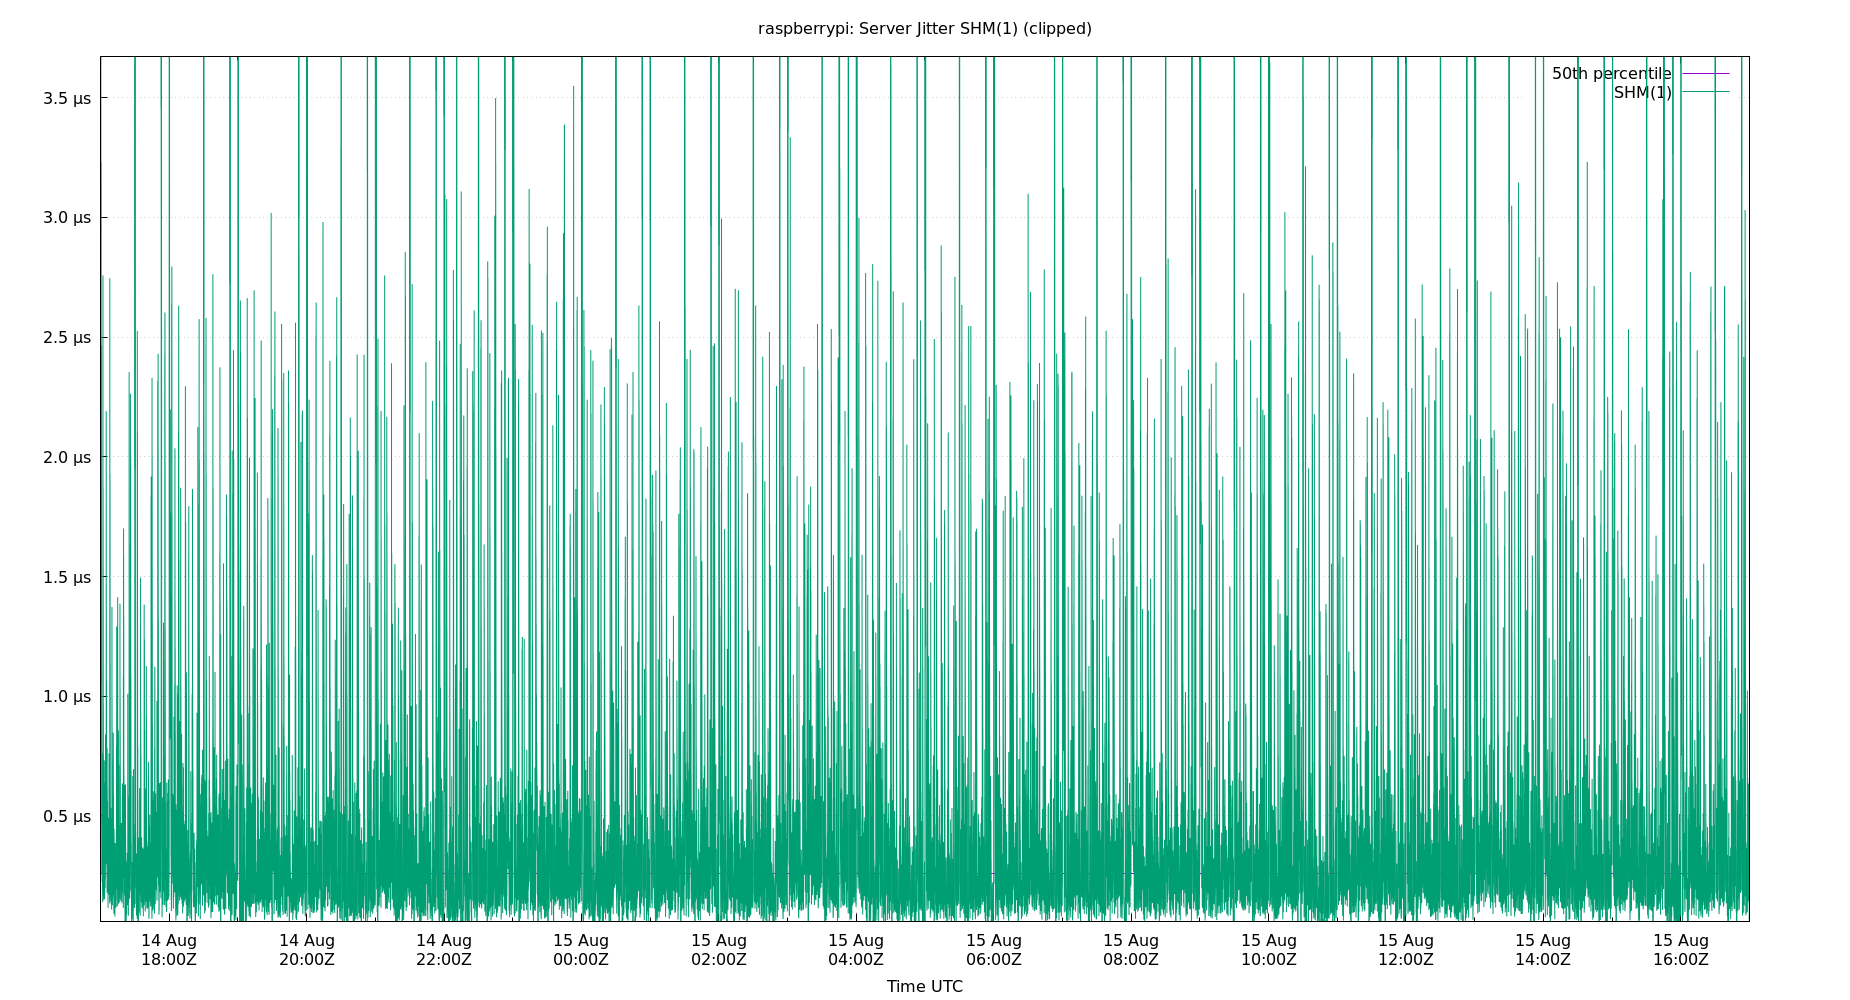 raspberrypi: Server Jitter SHM(1) (clipped)
50th percentile
SHM(1)
3.5 µs
3.0 µs
2.5 µs
2.0 µs
1.5 µs
1.0 µs
0.5 µs
14 Aug 14 Aug 14 Aug 15 Aug 15 Aug 15 Aug 15 Aug 15 Aug 15 Aug 15 Aug 15 Aug 15 Aug
18:00Z 20:00Z 22:00Z 00:00Z 02:00Z 04:00Z 06:00Z 08:00Z 10:00Z 12:00Z 14:00Z 16:00Z
Time UTC